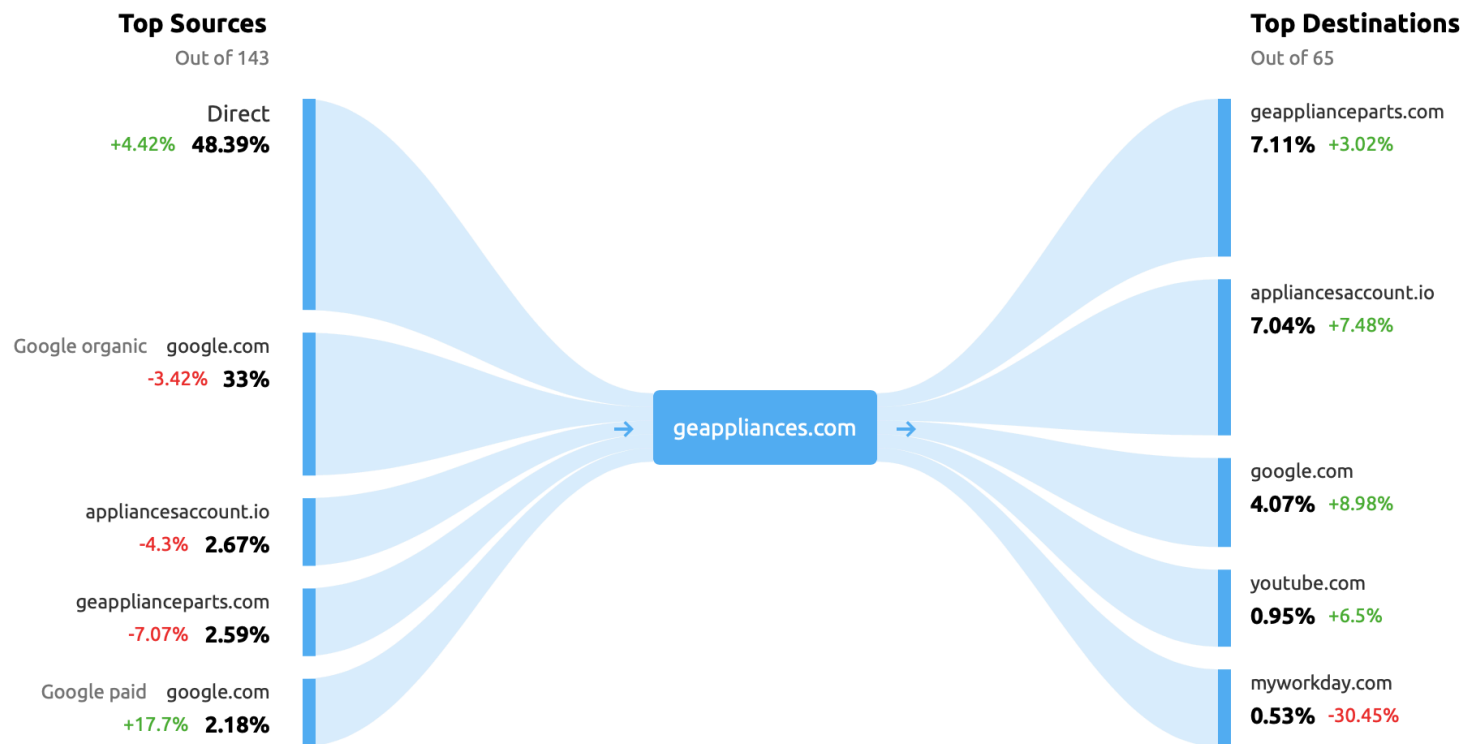 Top Sources
Out of 143
Direct
+4.42% 48.39%
Google organic google.com
-3.42% 33%
appliancesaccount.io
-4.3% 2.67%
geapplianceparts.com
-7.07% 2.59%
Google paid google.com
+17.7% 2.18%
→ geappliances.com →
Top Destinations
Out of 65
geapplianceparts.com
7.11% +3.02%
appliancesaccount.io
7.04% +7.48%
google.com
4.07% +8.98%
youtube.com
0.95% +6.5%
myworkday.com
0.53% -30.45%